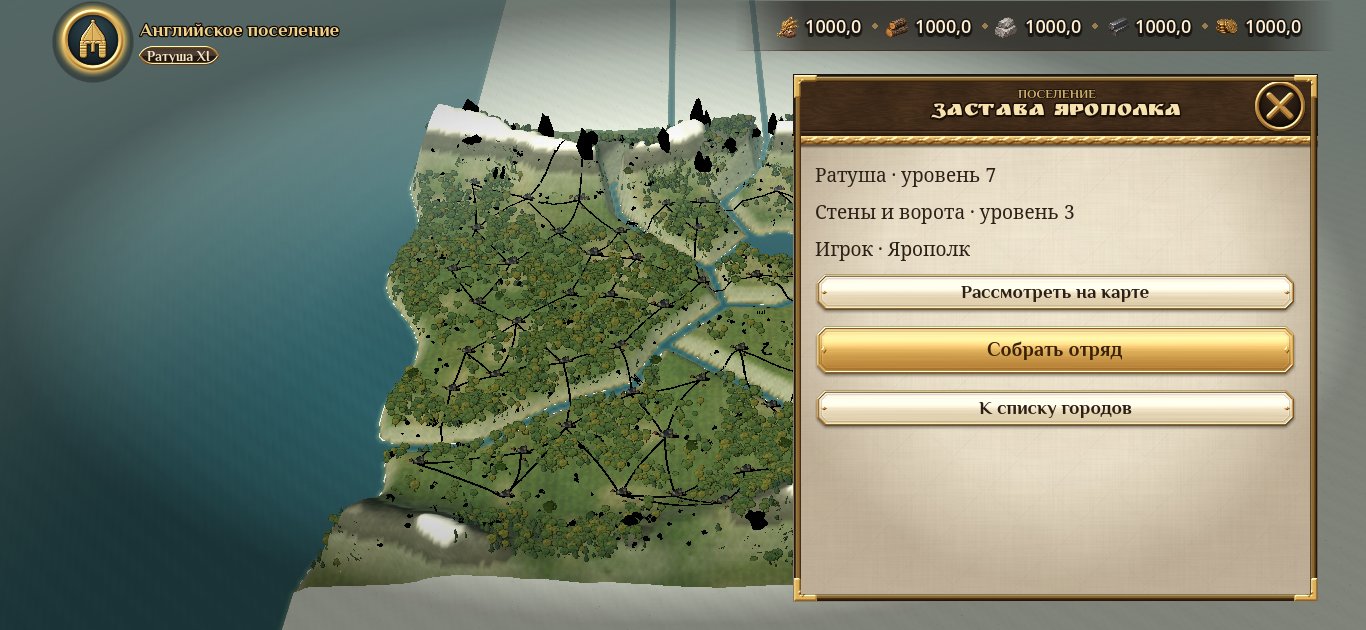 Английское поселение
Ратуша XI
1000,0 1000,0 1000,0 1000,0 1000,0
ПОСЕЛЕНИЕ
ЗАСТАВА ЯРОПОЛКА
Ратуша · уровень 7
Стены и ворота · уровень 3
Игрок · Ярополк
Рассмотреть на карте
Собрать отряд
К списку городов